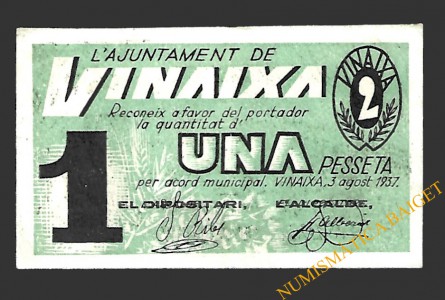 L'AJUNTAMENT DE
VINAIXA
VINAIXA
2
Reconeix a favor del portador
la quantitat d'
1
UNA
PESSETA
per acord municipal. VINAIXA, 3 agost 1937.
EL DIPOSITARI, L'ALCALDE,
NUMISMATICA BAIGET